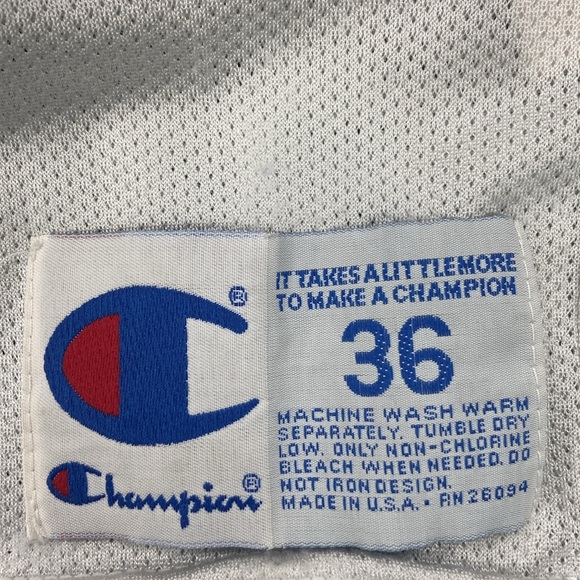 ®
Champion®
IT TAKES A LITTLE MORE
TO MAKE A CHAMPION
36
MACHINE WASH WARM
SEPARATELY. TUMBLE DRY
LOW. ONLY NON-CHLORINE
BLEACH WHEN NEEDED. DO
NOT IRON DESIGN.
MADE IN U.S.A. • RN 26094